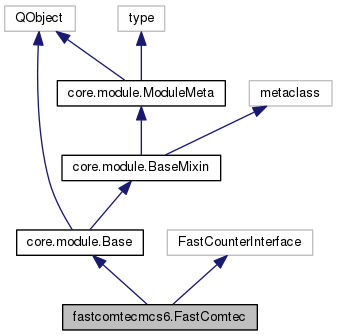 QObject
type
core.module.ModuleMeta
metaclass
core.module.BaseMixin
core.module.Base
FastCounterInterface
fastcomtecmcs6.FastComtec